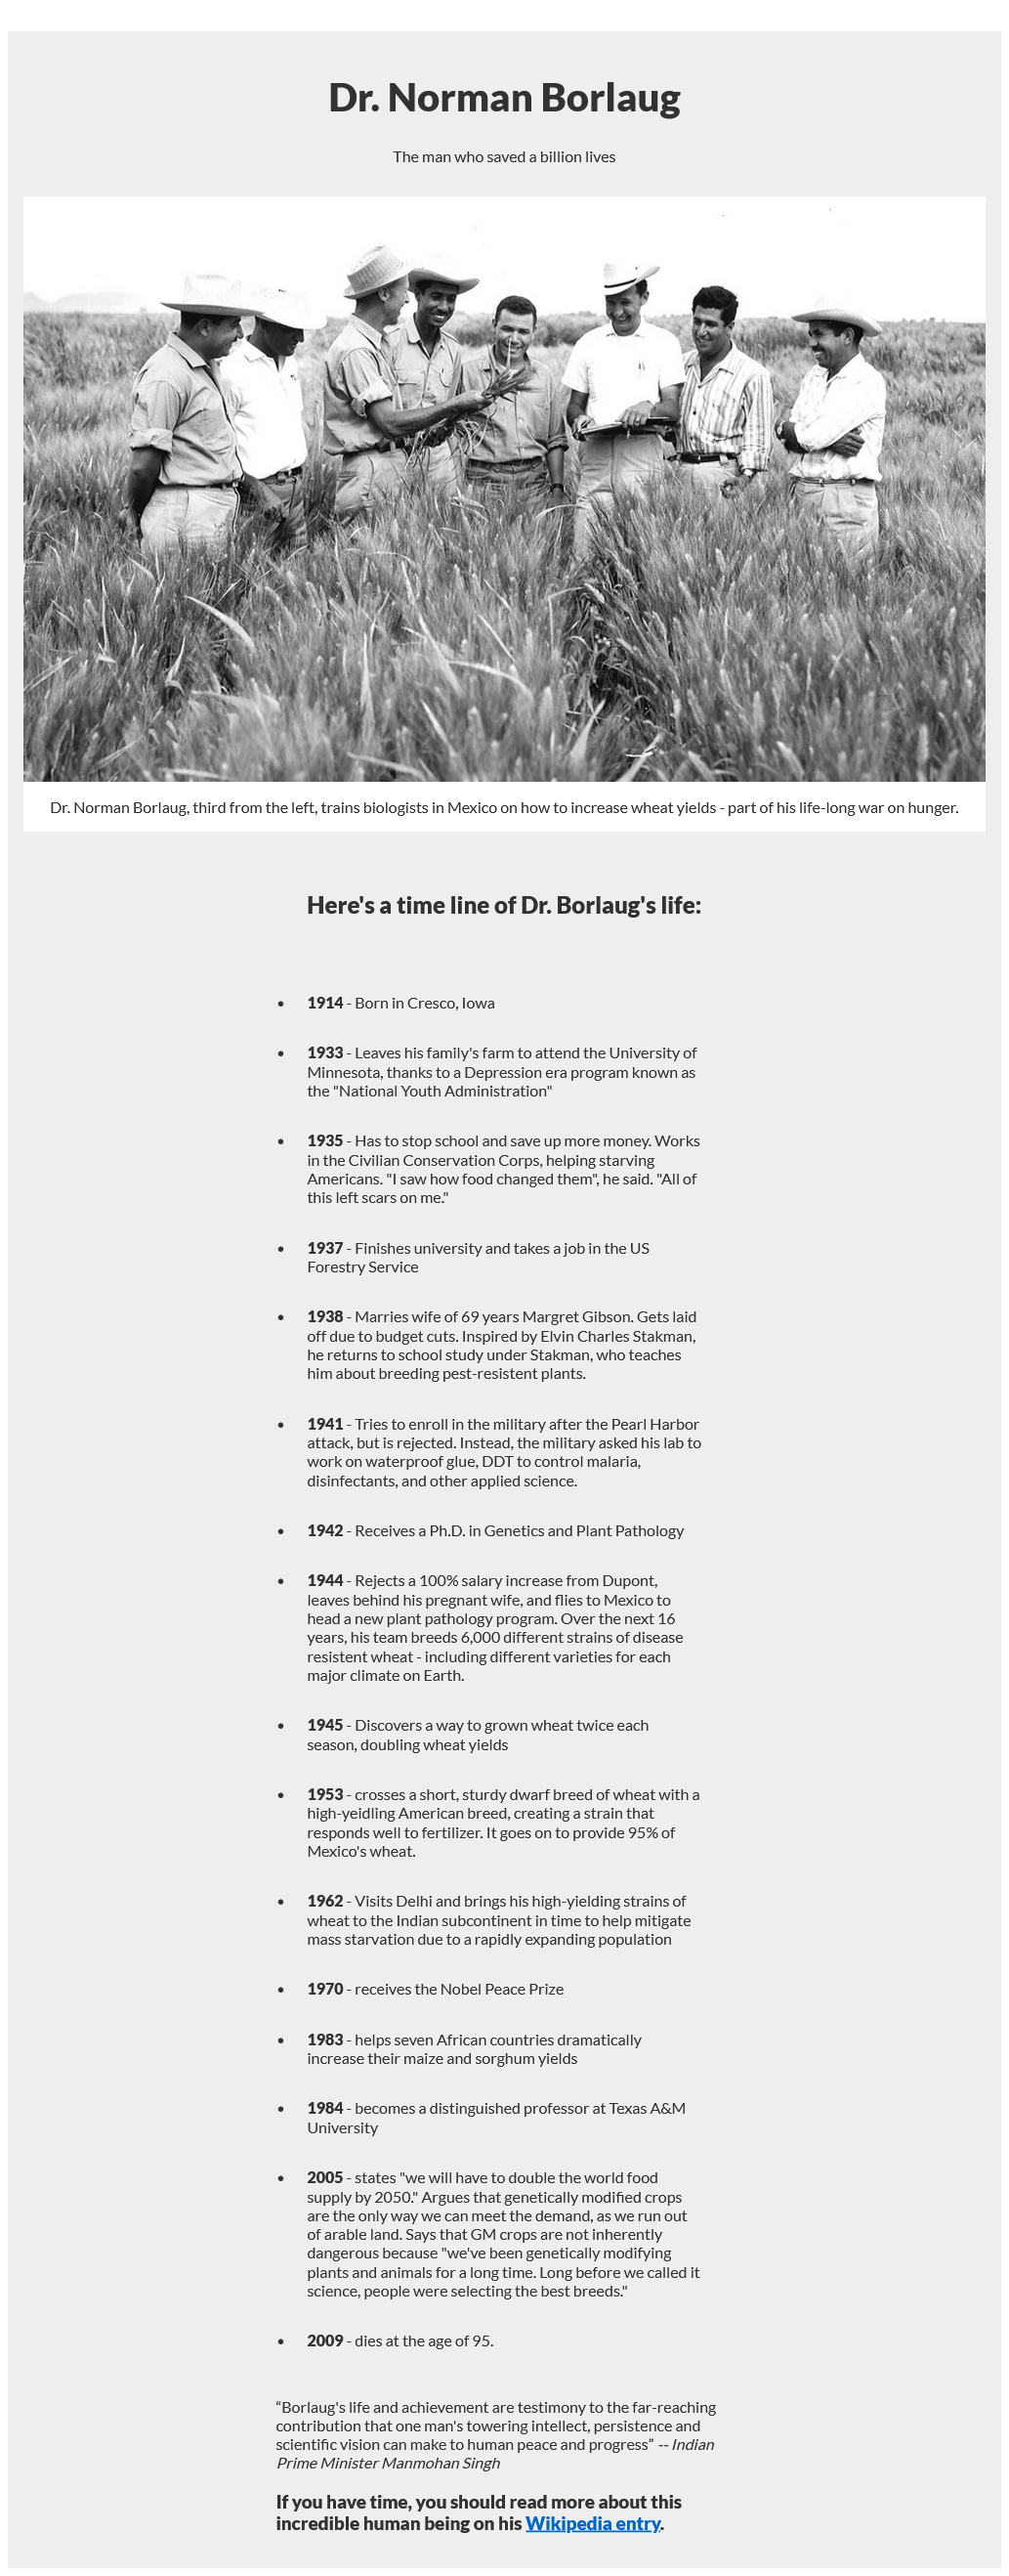 Dr. Norman Borlaug
The man who saved a billion lives
Dr. Norman Borlaug, third from the left, trains biologists in Mexico on how to increase wheat yields - part of his life-long war on hunger.
Here's a time line of Dr. Borlaug's life:
• 1914 - Born in Cresco, Iowa
• 1933 - Leaves his family's farm to attend the University of
Minnesota, thanks to a Depression era program known as
the "National Youth Administration"
• 1935 - Has to stop school and save up more money. Works
in the Civilian Conservation Corps, helping starving
Americans. "I saw how food changed them", he said. "All of
this left scars on me."
• 1937 - Finishes university and takes a job in the US
Forestry Service
• 1938 - Marries wife of 69 years Margret Gibson. Gets laid
off due to budget cuts. Inspired by Elvin Charles Stakman,
he returns to school study under Stakman, who teaches
him about breeding pest-resistent plants.
• 1941 - Tries to enroll in the military after the Pearl Harbor
attack, but is rejected. Instead, the military asked his lab to
work on waterproof glue, DDT to control malaria,
disinfectants, and other applied science.
• 1942 - Receives a Ph.D. in Genetics and Plant Pathology
• 1944 - Rejects a 100% salary increase from Dupont,
leaves behind his pregnant wife, and flies to Mexico to
head a new plant pathology program. Over the next 16
years, his team breeds 6,000 different strains of disease
resistent wheat - including different varieties for each
major climate on Earth.
• 1945 - Discovers a way to grown wheat twice each
season, doubling wheat yields
• 1953 - crosses a short, sturdy dwarf breed of wheat with a
high-yeidling American breed, creating a strain that
responds well to fertilizer. It goes on to provide 95% of
Mexico's wheat.
• 1962 - Visits Delhi and brings his high-yielding strains of
wheat to the Indian subcontinent in time to help mitigate
mass starvation due to a rapidly expanding population
• 1970 - receives the Nobel Peace Prize
• 1983 - helps seven African countries dramatically
increase their maize and sorghum yields
• 1984 - becomes a distinguished professor at Texas A&M
University
• 2005 - states "we will have to double the world food
supply by 2050." Argues that genetically modified crops
are the only way we can meet the demand, as we run out
of arable land. Says that GM crops are not inherently
dangerous because "we've been genetically modifying
plants and animals for a long time. Long before we called it
science, people were selecting the best breeds."
• 2009 - dies at the age of 95.
“Borlaug's life and achievement are testimony to the far-reaching
contribution that one man's towering intellect, persistence and
scientific vision can make to human peace and progress” -- Indian
Prime Minister Manmohan Singh
If you have time, you should read more about this
incredible human being on his Wikipedia entry.